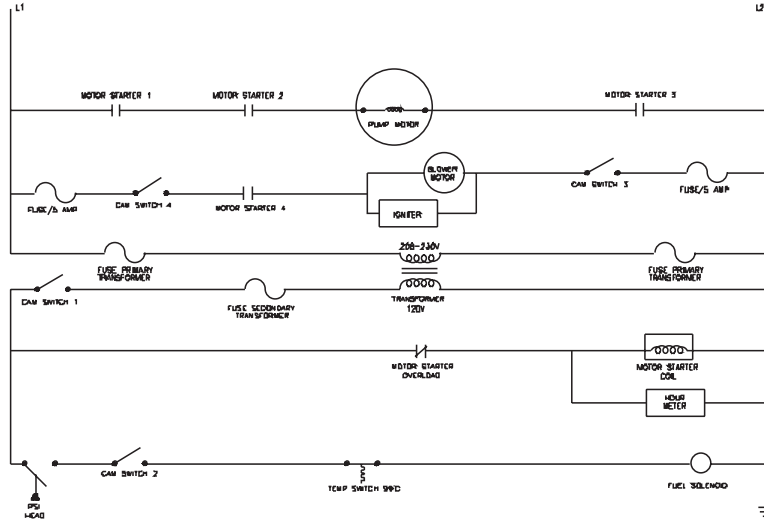 L1
L2
MOTOR STARTER 1
MOTOR STARTER 2
MOTOR STARTER 3
PUMP MOTOR
BLOWER
MOTOR
FUSE/5 AMP
CAM SWITCH 4
MOTOR STARTER 4
IGNITER
CAM SWITCH 3
FUSE/5 AMP
208-230V
FUSE PRIMARY
TRANSFORMER
FUSE PRIMARY
TRANSFORMER
CAM SWITCH 1
FUSE SECONDARY
TRANSFORMER
TRANSFORMER
120V
MOTOR STARTER
OVERLOAD
MOTOR STARTER
COIL
HOUR
METER
CAM SWITCH 2
TEMP SWITCH
FUEL SOLENOID
PSI
HEAD